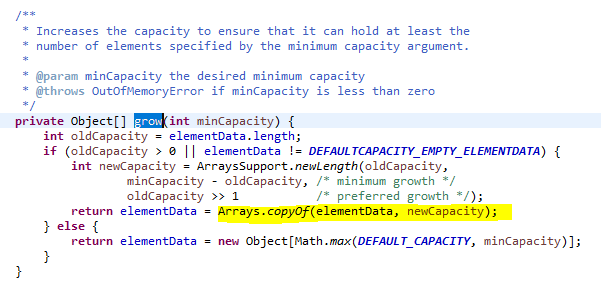 /**
 * Increases the capacity to ensure that it can hold at least the
 * number of elements specified by the minimum capacity argument.
 *
 * @param minCapacity the desired minimum capacity
 * @throws OutOfMemoryError if minCapacity is less than zero
 */
private Object[] grow(int minCapacity) {
    int oldCapacity = elementData.length;
    if (oldCapacity > 0 || elementData != DEFAULTCAPACITY_EMPTY_ELEMENTDATA) {
        int newCapacity = ArraysSupport.newLength(oldCapacity,
                minCapacity - oldCapacity, /* minimum growth */
                oldCapacity >> 1           /* preferred growth */);
        return elementData = Arrays.copyOf(elementData, newCapacity);
    } else {
        return elementData = new Object[Math.max(DEFAULT_CAPACITY, minCapacity)];
    }
}